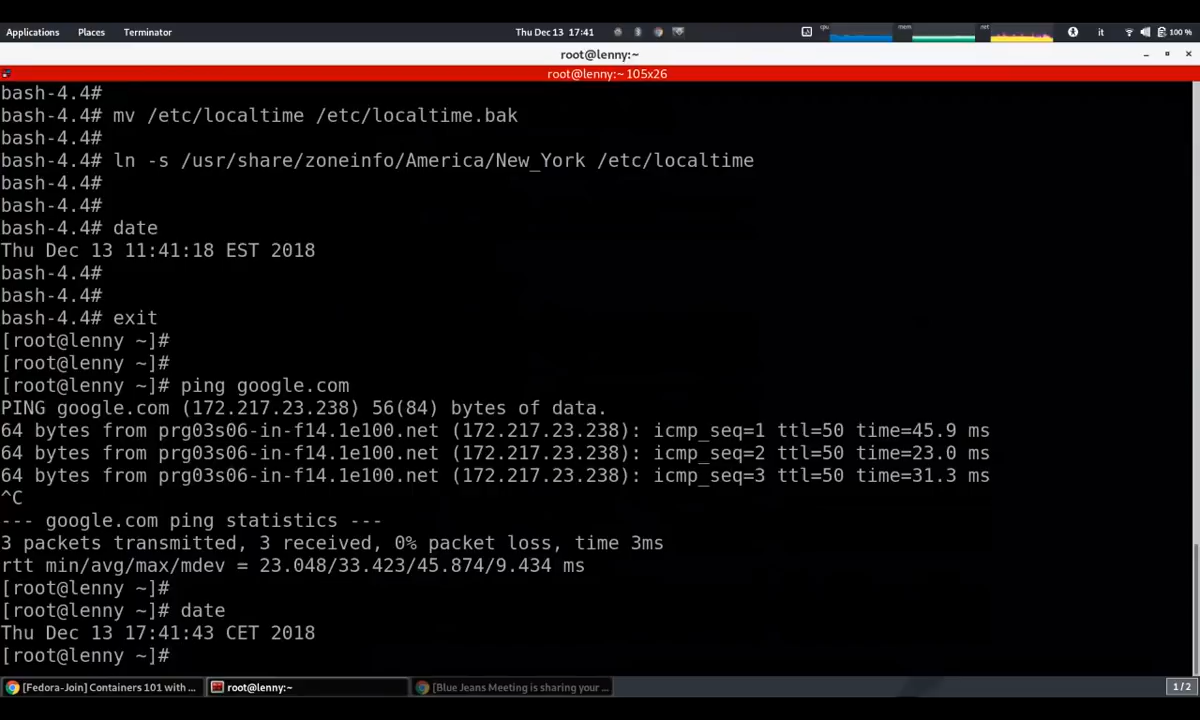 Applications Places Terminator Thu Dec 13 17:41 cpu mem net it 100 %
root@lenny:~
root@lenny:~ 105x26
bash-4.4#
bash-4.4# mv /etc/localtime /etc/localtime.bak
bash-4.4#
bash-4.4# ln -s /usr/share/zoneinfo/America/New_York /etc/localtime
bash-4.4#
bash-4.4#
bash-4.4# date
Thu Dec 13 11:41:18 EST 2018
bash-4.4#
bash-4.4#
bash-4.4# exit
[root@lenny ~]#
[root@lenny ~]#
[root@lenny ~]# ping google.com
PING google.com (172.217.23.238) 56(84) bytes of data.
64 bytes from prg03s06-in-f14.1e100.net (172.217.23.238): icmp_seq=1 ttl=50 time=45.9 ms
64 bytes from prg03s06-in-f14.1e100.net (172.217.23.238): icmp_seq=2 ttl=50 time=23.0 ms
64 bytes from prg03s06-in-f14.1e100.net (172.217.23.238): icmp_seq=3 ttl=50 time=31.3 ms
^C
--- google.com ping statistics ---
3 packets transmitted, 3 received, 0% packet loss, time 3ms
rtt min/avg/max/mdev = 23.048/33.423/45.874/9.434 ms
[root@lenny ~]#
[root@lenny ~]# date
Thu Dec 13 17:41:43 CET 2018
[root@lenny ~]#
[Fedora-Join] Containers 101 with ... root@lenny:~ [Blue Jeans Meeting is sharing your ... 1/2